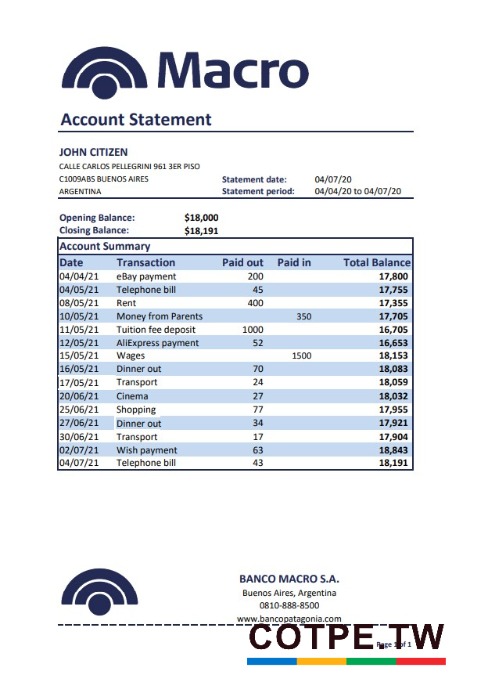 Macro
Account Statement
JOHN CITIZEN
CALLE CARLOS PELLEGRINI 961 3ER PISO
C1009ABS BUENOS AIRES Statement date: 04/07/20
ARGENTINA Statement period: 04/04/20 to 04/07/20
Opening Balance: $18,000
Closing Balance: $18,191
Account Summary
Date Transaction Paid out Paid in Total Balance
04/04/21 eBay payment 200 17,800
04/05/21 Telephone bill 45 17,755
08/05/21 Rent 400 17,355
10/05/21 Money from Parents 350 17,705
11/05/21 Tuition fee deposit 1000 16,705
12/05/21 AliExpress payment 52 16,653
15/05/21 Wages 1500 18,153
16/05/21 Dinner out 70 18,083
17/05/21 Transport 24 18,059
20/06/21 Cinema 27 18,032
25/06/21 Shopping 77 17,955
27/06/21 Dinner out 34 17,921
30/06/21 Transport 17 17,904
02/07/21 Wish payment 63 18,843
04/07/21 Telephone bill 43 18,191
BANCO MACRO S.A.
Buenos Aires, Argentina
0810-888-8500
www.bancopatagonia.com
Page 1 of 1
COTPE.TW